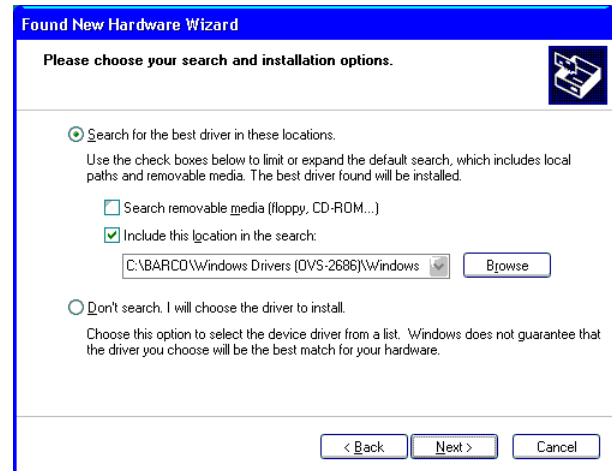 Found New Hardware Wizard
Please choose your search and installation options.
Search for the best driver in these locations.
Use the check boxes below to limit or expand the default search, which includes local
paths and removable media. The best driver found will be installed.
Search removable media (floppy, CD-ROM...)
Include this location in the search:
C:\BARCO\Windows Drivers (OVS-2686)\Windows
Browse
Don't search. I will choose the driver to install.
Choose this option to select the device driver from a list. Windows does not guarantee that
the driver you choose will be the best match for your hardware.
< Back
Next >
Cancel